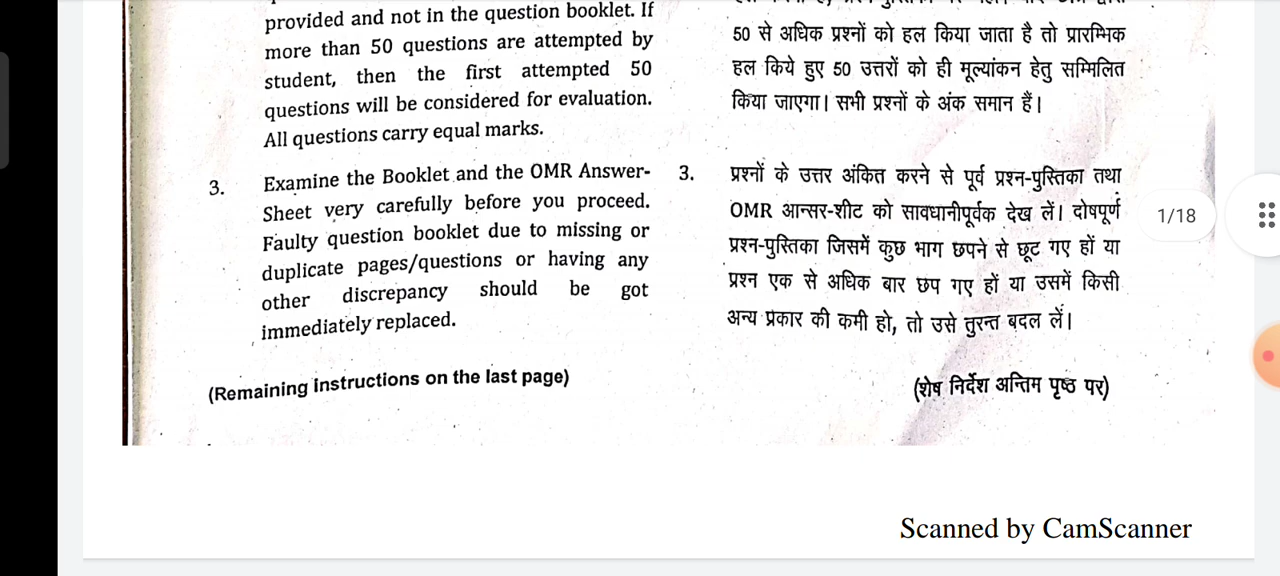 provided and not in the question booklet. If
more than 50 questions are attempted by
student, then the first attempted 50
questions will be considered for evaluation.
All questions carry equal marks.
3. Examine the Booklet and the OMR Answer-
Sheet very carefully before you proceed.
Faulty question booklet due to missing or
duplicate pages/questions or having any
other discrepancy should be got
immediately replaced.
(Remaining instructions on the last page)
50 से अधिक प्रश्नों को हल किया जाता है तो प्रारम्भिक
हल किये हुए 50 उत्तरों को ही मूल्यांकन हेतु सम्मिलित
किया जाएगा। सभी प्रश्नों के अंक समान हैं।
3. प्रश्नों के उत्तर अंकित करने से पूर्व प्रश्न-पुस्तिका तथा
OMR आन्सर-शीट को सावधानीपूर्वक देख लें। दोषपूर्ण
प्रश्न-पुस्तिका जिसमें कुछ भाग छपने से छूट गए हों या
प्रश्न एक से अधिक बार छप गए हों या उसमें किसी
अन्य प्रकार की कमी हो, तो उसे तुरन्त बदल लें।
(शेष निर्देश अन्तिम पृष्ठ पर)
1/18
Scanned by CamScanner